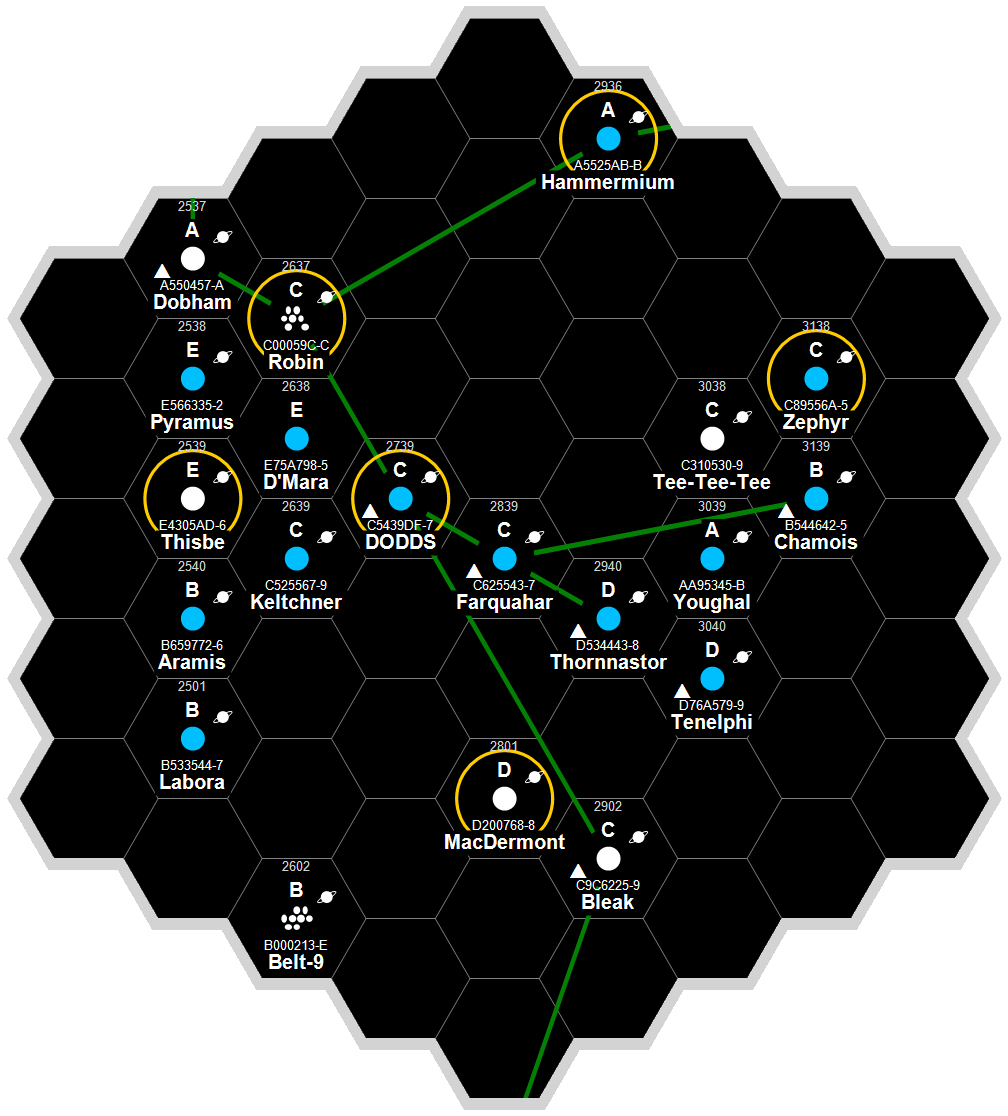 2936
A
A5525AB-B
Hammermium
2537
A
A550457-A
Dobham
2637
C
C00059C-C
Robin
2538
E
E566335-2
Pyramus
3138
C
C89556A-5
Zephyr
2638
E
E75A798-5
D'Mara
3038
C
C310530-9
Tee-Tee-Tee
2539
E
E4305AD-6
Thisbe
2739
C
C5439DF-7
DODDS
3139
B
B544642-5
Chamois
2639
C
C525567-9
Keltchner
2839
C
C625543-7
Farquahar
3039
A
AA95345-B
Youghal
2540
B
B659772-6
Aramis
2940
D
D534443-8
Thornnastor
3040
D
D76A579-9
Tenelphi
2501
B
B533544-7
Labora
2801
D
D200768-8
MacDermont
2902
C
C9C6225-9
Bleak
2602
B
B000213-E
Belt-9